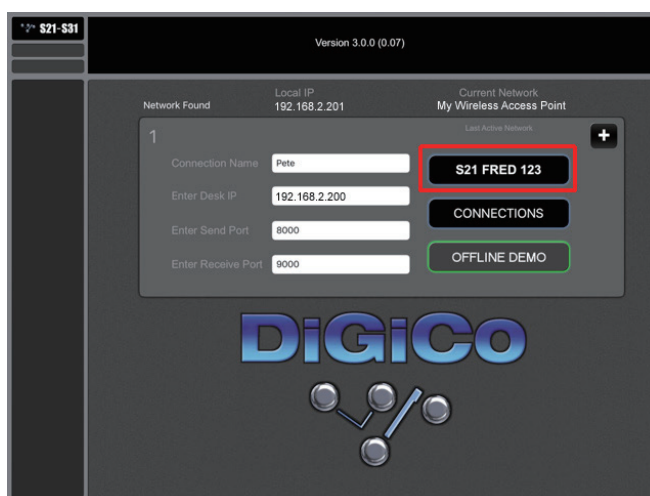 S21-S31
Version 3.0.0 (0.07)
Network Found
Local IP
192.168.2.201
Current Network
My Wireless Access Point
1
Last Active Network
+
Connection Name
Pete
S21 FRED 123
Enter Desk IP
192.168.2.200
CONNECTIONS
Enter Send Port
8000
OFFLINE DEMO
Enter Receive Port
9000
DiGiCo